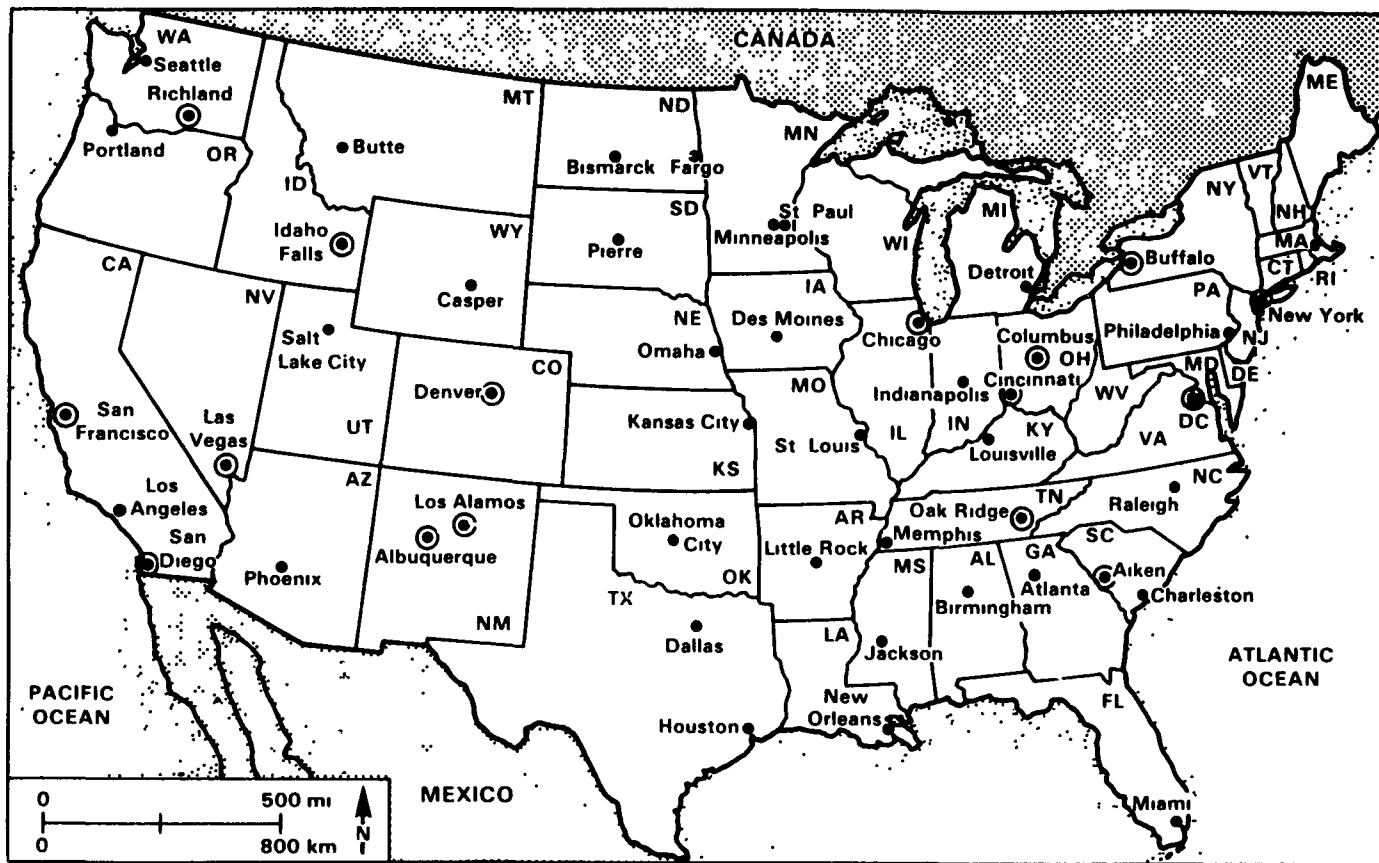 CANADA
WA
Seattle
Richland
Portland
OR
MT
Butte
ID
Idaho
Falls
ND
Bismarck
Fargo
MN
SD
Pierre
St Paul
Minneapolis
WI
MI
Detroit
ME
VT
NH
NY
MA
CT
RI
Buffalo
WY
Casper
CA
NV
Salt
Lake City
UT
NE
Omaha
IA
Des Moines
Chicago
Columbus
OH
PA
Philadelphia
New York
NJ
MD
DE
DC
WV
VA
CO
Denver
San
Francisco
Las
Vegas
Kansas City
KS
MO
St Louis
IL
Indianapolis
IN
Cincinnati
KY
Louisville
Los
Angeles
San
Diego
AZ
Phoenix
Los Alamos
Albuquerque
NM
Oklahoma
City
OK
AR
Little Rock
TN
Oak Ridge
Memphis
NC
Raleigh
SC
Aiken
Charleston
GA
Atlanta
AL
Birmingham
MS
Jackson
TX
Dallas
Houston
LA
New
Orleans
FL
Miami
PACIFIC
OCEAN
ATLANTIC
OCEAN
MEXICO
0 500 mi
0 800 km
N